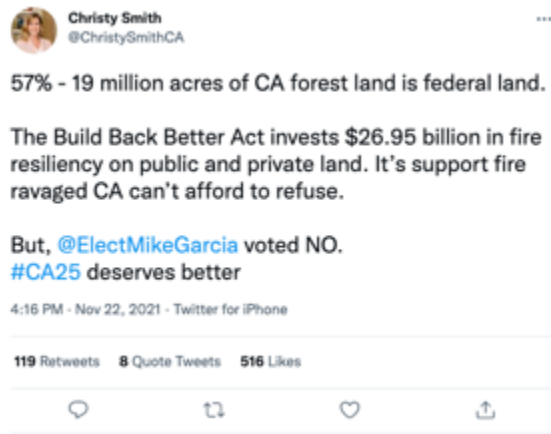 Christy Smith
@ChristySmithCA
57% - 19 million acres of CA forest land is federal land.
The Build Back Better Act invests $26.95 billion in fire
resiliency on public and private land. It's support fire
ravaged CA can't afford to refuse.
But, @ElectMikeGarcia voted NO.
#CA25 deserves better
4:16 PM · Nov 22, 2021 · Twitter for iPhone
119 Retweets 8 Quote Tweets 516 Likes